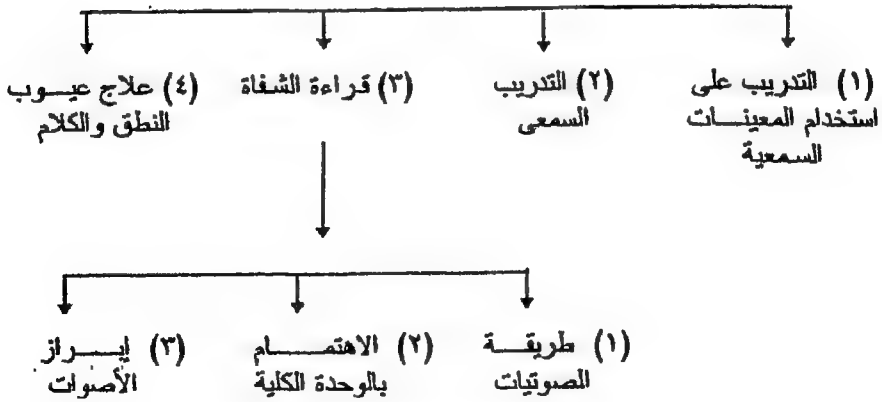 (١) التدريب على
استخدام المعينات
السمعية
(٢) التدريب
السمعى
(٣) قراءة الشفاة
(٤) علاج عيوب
النطق والكلام
(١) طريقة
الصوتيات
(٢) الاهتمام
بالوحدة الكلية
(٣) إبراز
الأصوات